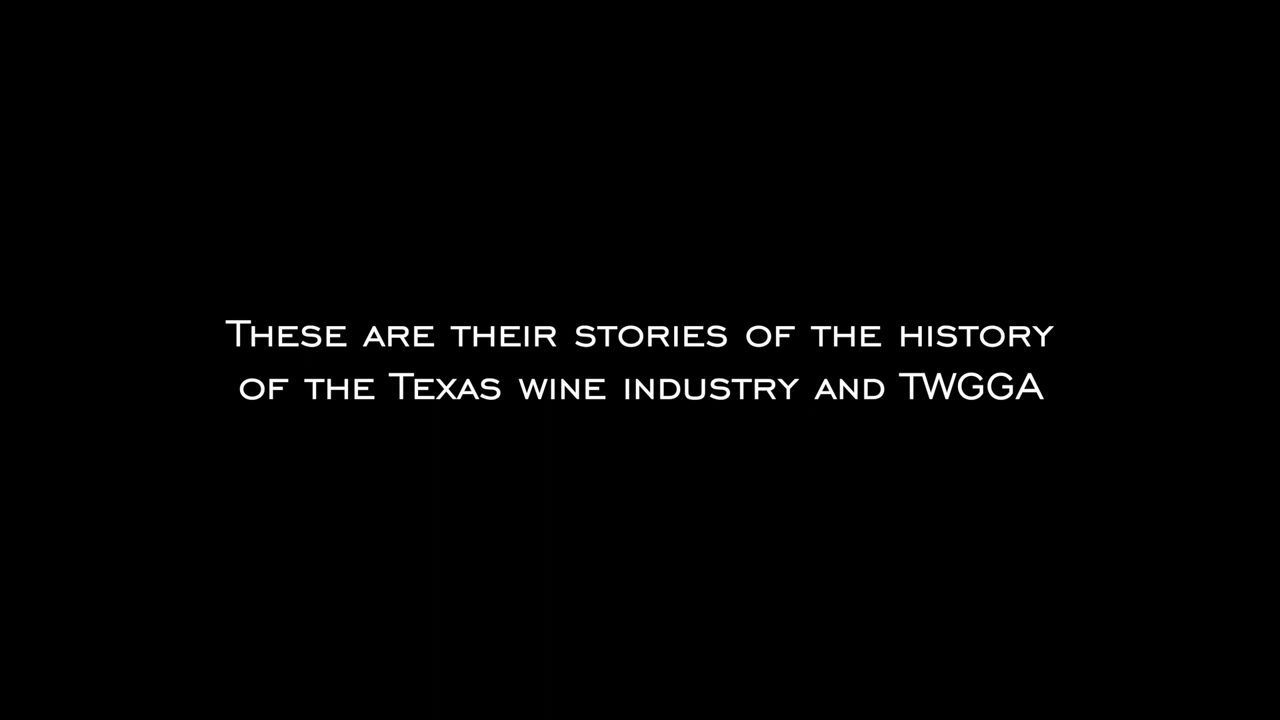 These are their stories of the history
of the Texas wine industry and TWGGA